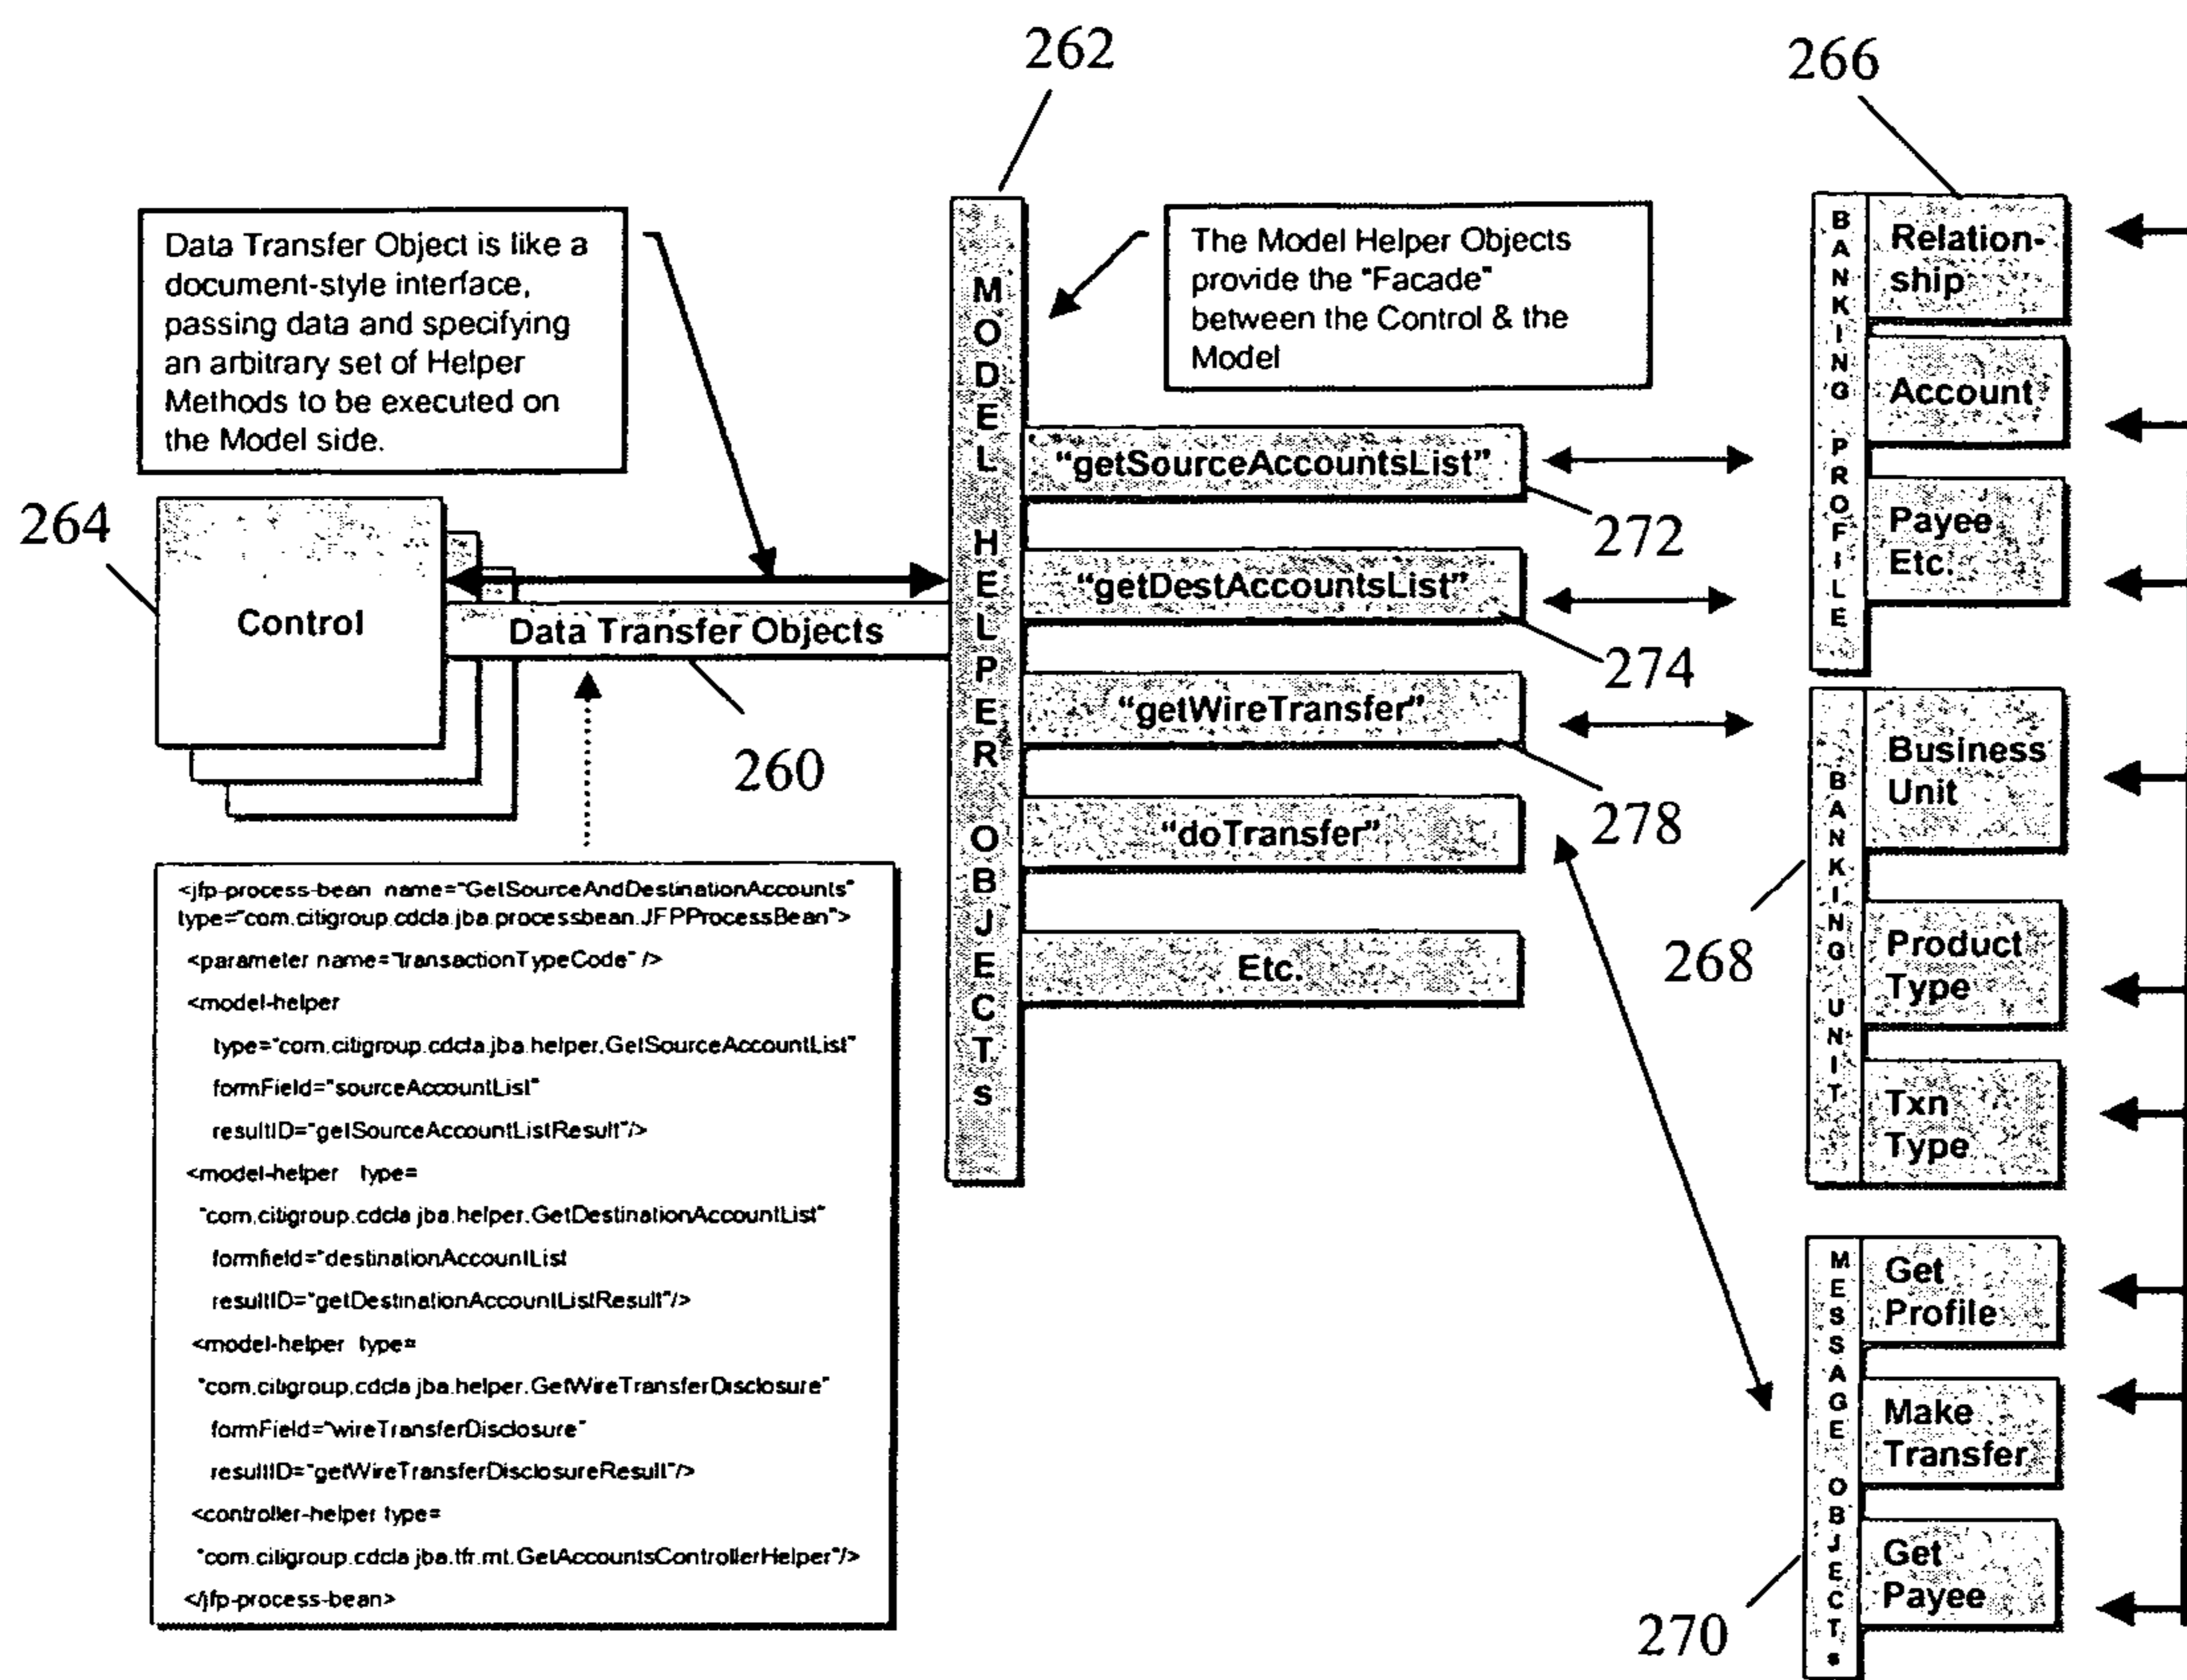 262
266
Data Transfer Object is like a
document-style interface,
passing data and specifying
an arbitrary set of Helper
Methods to be executed on
the Model side.
The Model Helper Objects
provide the "Facade"
between the Control & the
Model
264
Control
Data Transfer Objects
260
MODEL HELPER OBJECTs
"getSourceAccountsList"
272
"getDestAccountsList"
274
"getWireTransfer"
278
"doTransfer"
Etc.
BANKING PROFILE
Relation-
ship
Account
Payee
Etc.
268
BANKING UNIT
Business
Unit
Product
Type
Txn
Type
270
MESSAGE OBJECTs
Get
Profile
Make
Transfer
Get
Payee
<jfp-process-bean name="GetSourceAndDestinationAccounts"
type="com.citigroup.cdcla.jba.processbean.JFPProcessBean">
<parameter name="transactionTypeCode" />
<model-helper
type="com.citigroup.cdcla.jba.helper.GetSourceAccountList"
formField="sourceAccountList"
resultID="getSourceAccountListResult"/>
<model-helper type=
"com.citigroup.cdcla jba.helper.GetDestinationAccountList"
formfield="destinationAccountList
resultID="getDestinationAccountListResult"/>
<model-helper type=
"com.citigroup.cdcla jba.helper.GetWireTransferDisclosure"
formField="wireTransferDisclosure"
resultID="getWireTransferDisclosureResult"/>
<controller-helper type=
"com.citigroup.cdcla jba.tfr.mt.GetAccountsControllerHelper"/>
</jfp-process-bean>